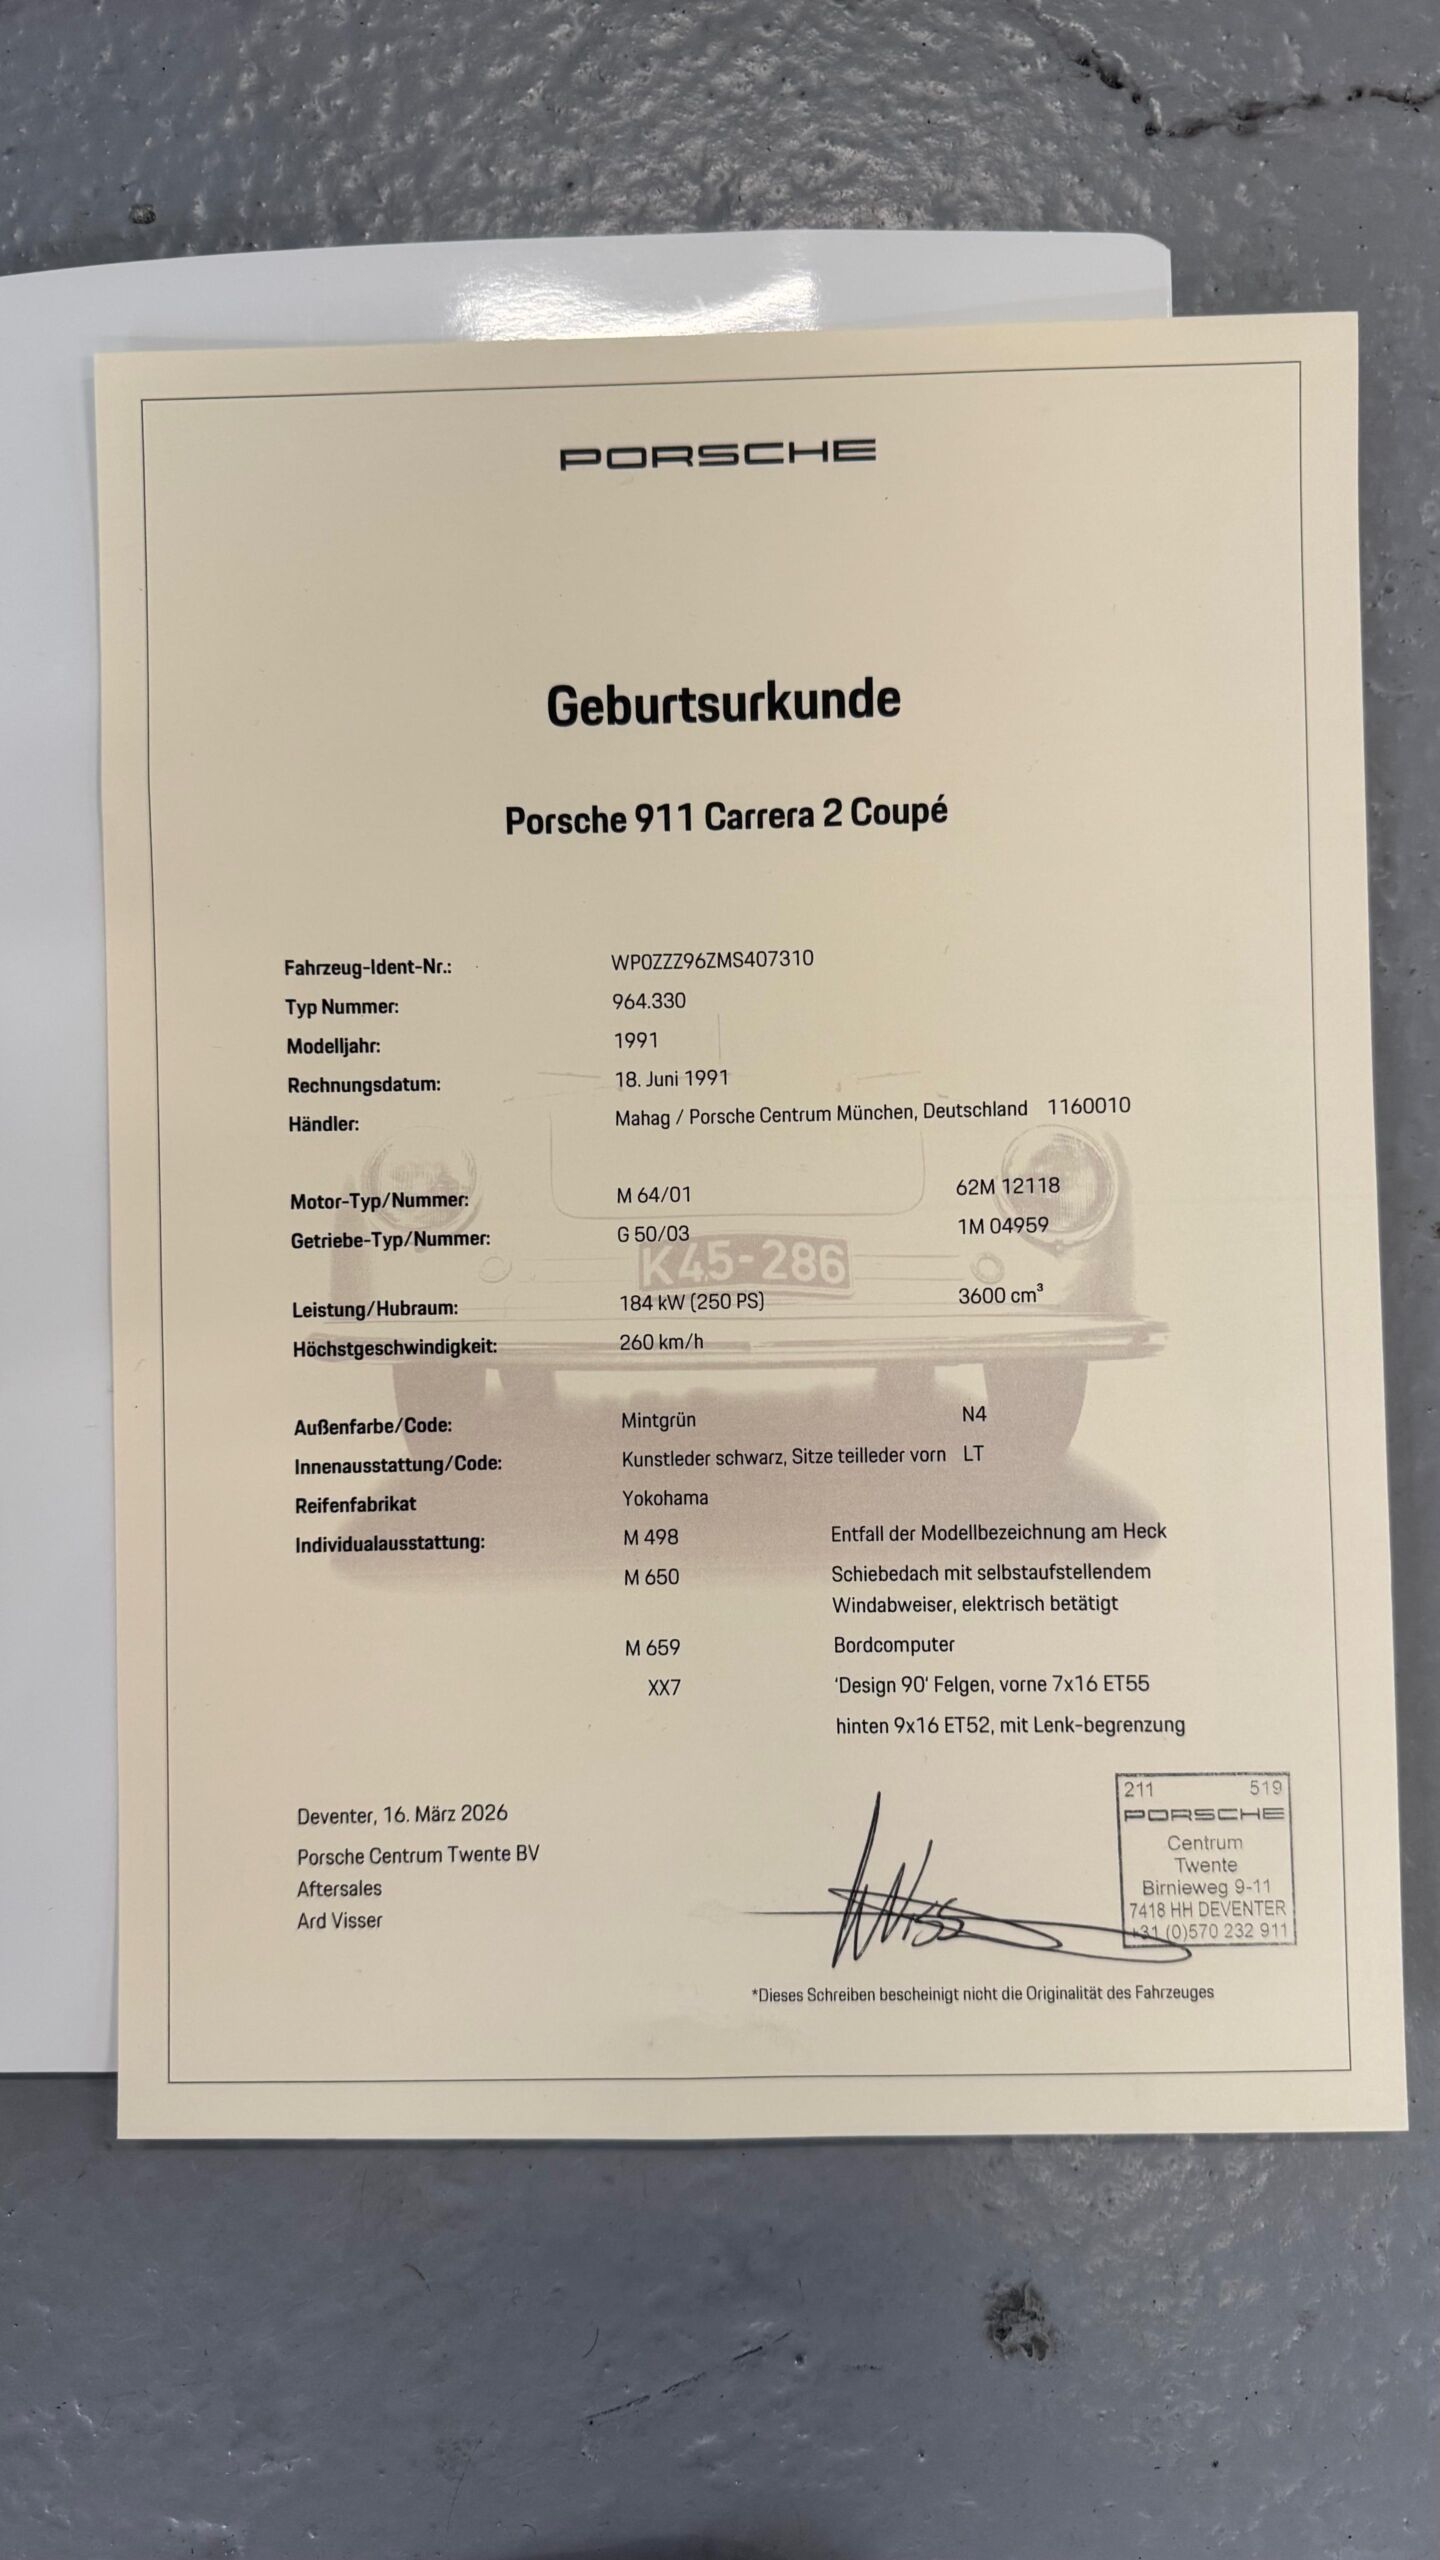 PORSCHE
Geburtsurkunde
Porsche 911 Carrera 2 Coupé
Fahrzeug-Ident-Nr.: WP0ZZZ96ZMS407310
Typ Nummer: 964.330
Modelljahr: 1991
Rechnungsdatum: 18. Juni 1991
Händler: Mahag / Porsche Centrum München, Deutschland 1160010
Motor-Typ/Nummer: M 64/01 62M 12118
Getriebe-Typ/Nummer: G 50/03 1M 04959
K45-286
Leistung/Hubraum: 184 kW (250 PS) 3600 cm³
Höchstgeschwindigkeit: 260 km/h
Außenfarbe/Code: Mintgrün N4
Innenausstattung/Code: Kunstleder schwarz, Sitze teilleder vorn LT
Reifenfabrikat Yokohama
Individualausstattung: M 498 Entfall der Modellbezeichnung am Heck
M 650 Schiebedach mit selbstaufstellendem
Windabweiser, elektrisch betätigt
M 659 Bordcomputer
XX7 'Design 90' Felgen, vorne 7x16 ET55
hinten 9x16 ET52, mit Lenk-begrenzung
Deventer, 16. März 2026
Porsche Centrum Twente BV
Aftersales
Ard Visser
211 519
PORSCHE
Centrum
Twente
Birnieweg 9-11
7418 HH DEVENTER
+31 (0)570 232 911
*Dieses Schreiben bescheinigt nicht die Originalität des Fahrzeuges